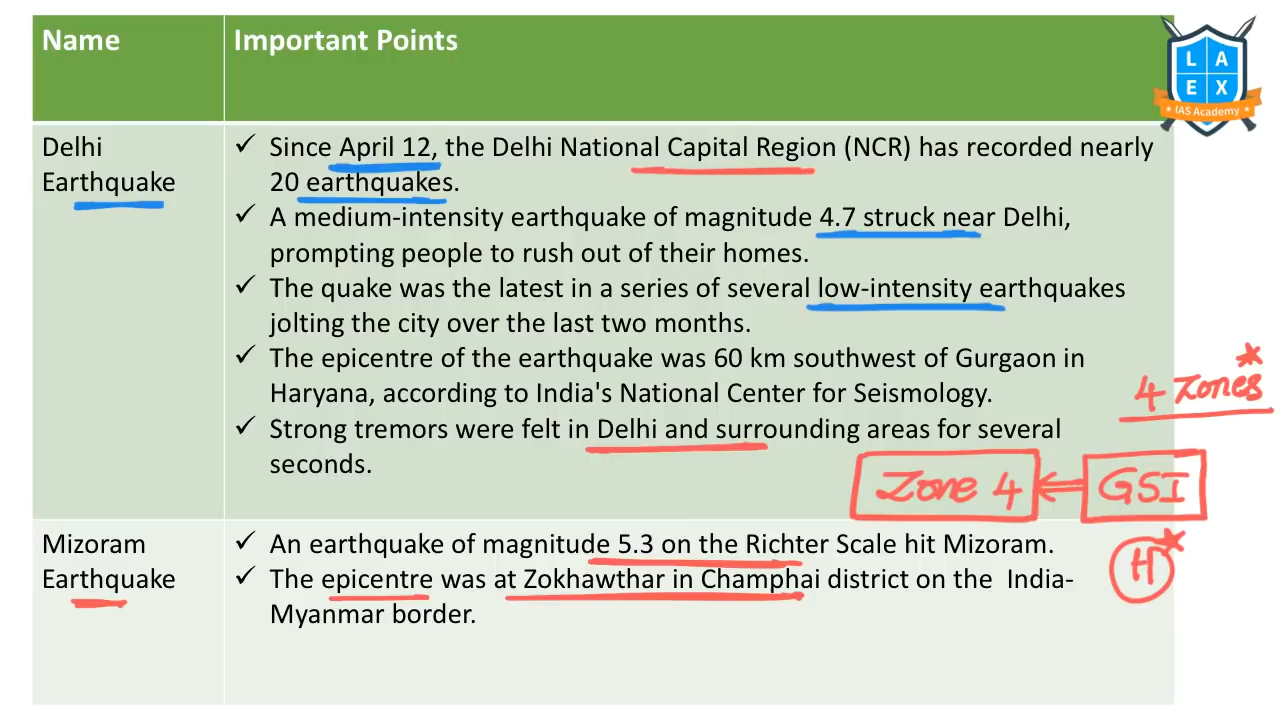 Name
Important Points
L A
E X
IAS Academy
Delhi
Earthquake
✓ Since April 12, the Delhi National Capital Region (NCR) has recorded nearly
20 earthquakes.
✓ A medium-intensity earthquake of magnitude 4.7 struck near Delhi,
prompting people to rush out of their homes.
✓ The quake was the latest in a series of several low-intensity earthquakes
jolting the city over the last two months.
✓ The epicentre of the earthquake was 60 km southwest of Gurgaon in
Haryana, according to India's National Center for Seismology.
✓ Strong tremors were felt in Delhi and surrounding areas for several
seconds.
4 Zones*
Zone 4 ⇐ GSI
Mizoram
Earthquake
✓ An earthquake of magnitude 5.3 on the Richter Scale hit Mizoram.
✓ The epicentre was at Zokhawthar in Champhai district on the India-
Myanmar border.
H*